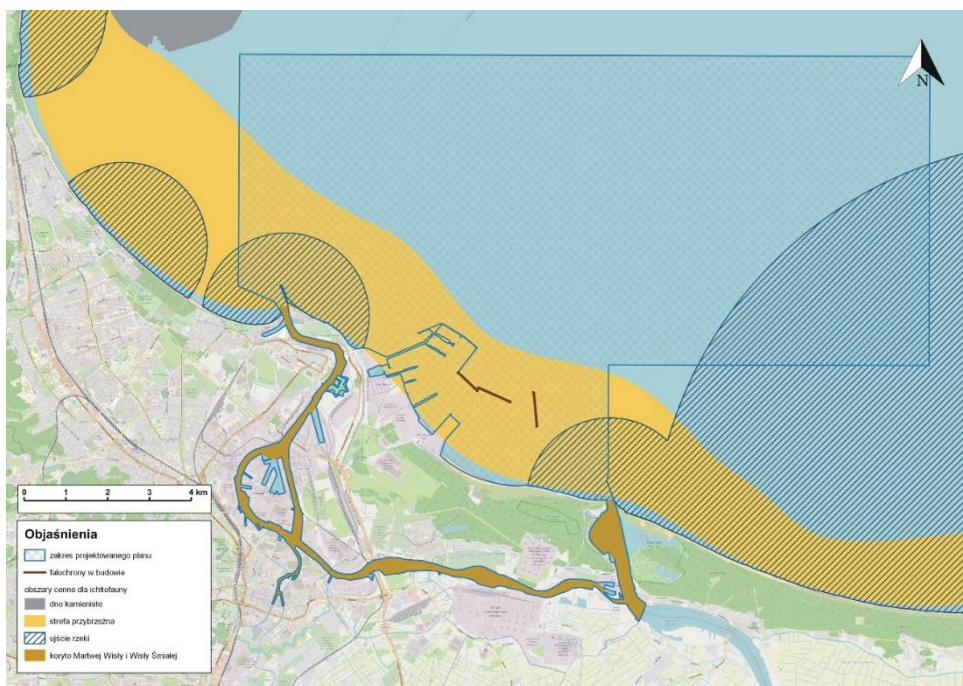 N
0 1 2 3 4 km
Objaśnienia
zakres projektowanego planu
falochrony w budowie
obszary cenne dla ichtiofauny
dno kamieniste
strefa przybrzeżna
ujście rzeki
koryto Martwej Wisły i Wisły Śmiałej